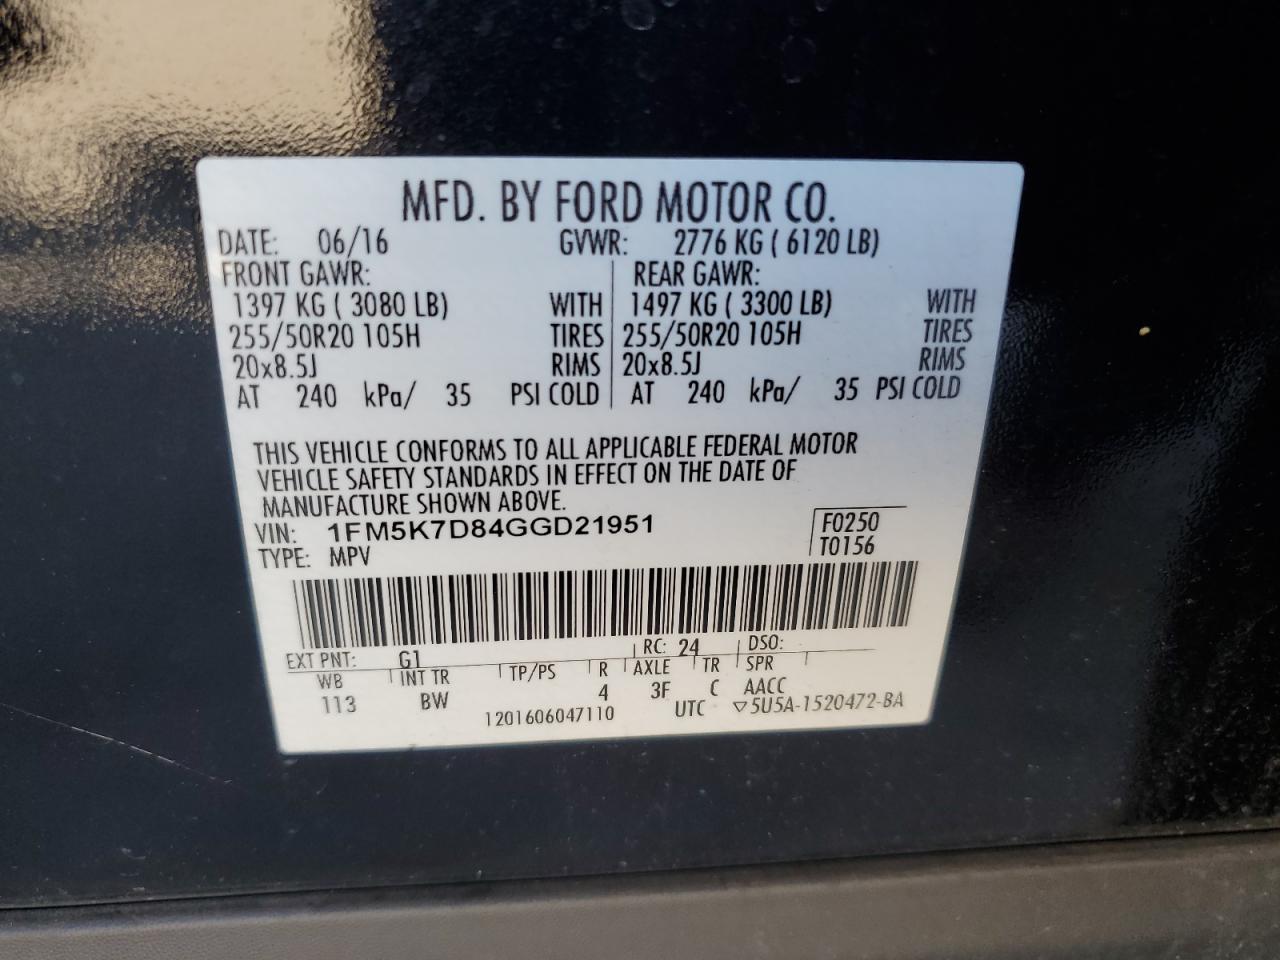 MFD. BY FORD MOTOR CO.
DATE: 06/16 GVWR: 2776 KG ( 6120 LB)
FRONT GAWR: REAR GAWR:
1397 KG ( 3080 LB) WITH 1497 KG ( 3300 LB) WITH
255/50R20 105H TIRES 255/50R20 105H TIRES
20x8.5J RIMS 20x8.5J RIMS
AT 240 kPa/ 35 PSI COLD AT 240 kPa/ 35 PSI COLD
THIS VEHICLE CONFORMS TO ALL APPLICABLE FEDERAL MOTOR
VEHICLE SAFETY STANDARDS IN EFFECT ON THE DATE OF
MANUFACTURE SHOWN ABOVE.
VIN: 1FM5K7D84GGD21951 F0250
TYPE: MPV T0156
EXT PNT: G1 RC: 24 DSO:
WB INT TR TP/PS R AXLE TR SPR
113 BW 4 3F C AACC
1201606047110 UTC ▽5U5A-1520472-BA